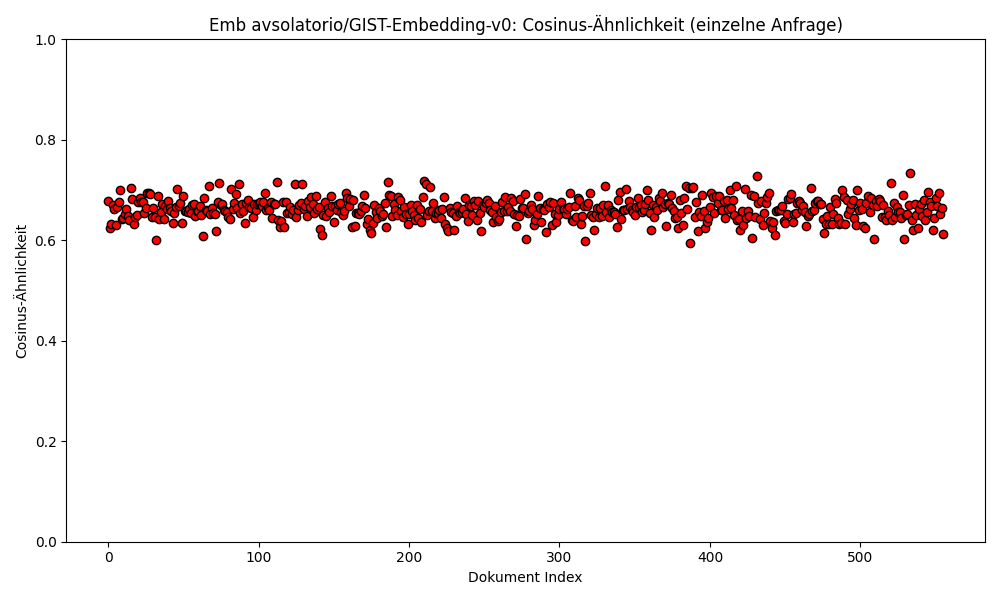 Emb avsolatorio/GIST-Embedding-v0: Cosinus-Ähnlichkeit (einzelne Anfrage)
Cosinus-Ähnlichkeit
1.0
0.8
0.6
0.4
0.2
0.0
0 100 200 300 400 500
Dokument Index